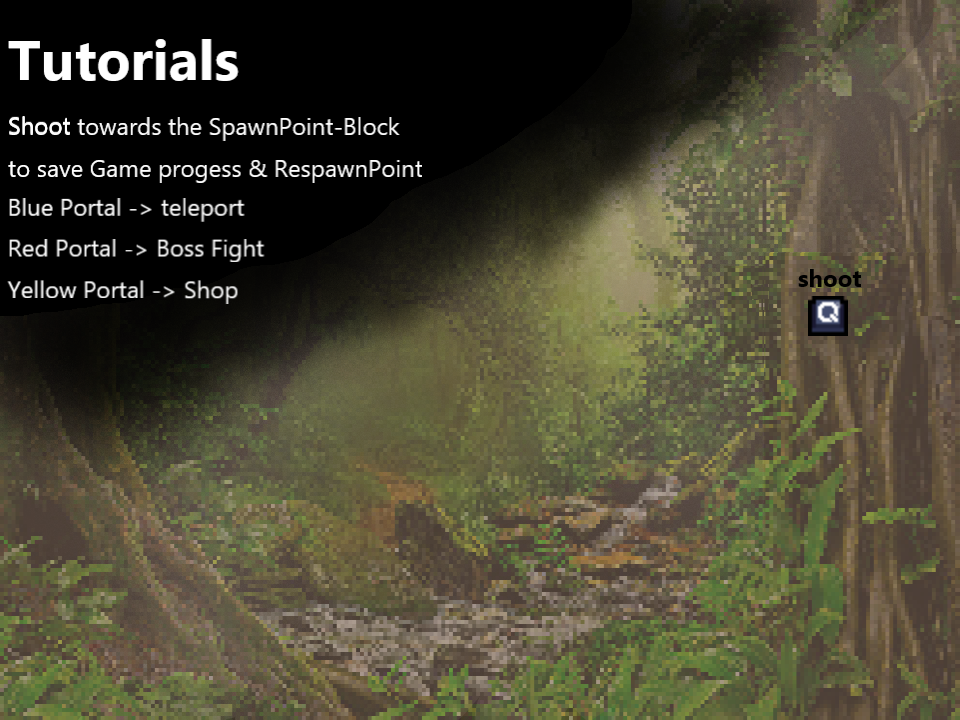 Tutorials
Shoot towards the SpawnPoint-Block
to save Game progess & RespawnPoint
Blue Portal -> teleport
Red Portal -> Boss Fight
Yellow Portal -> Shop
shoot
Q